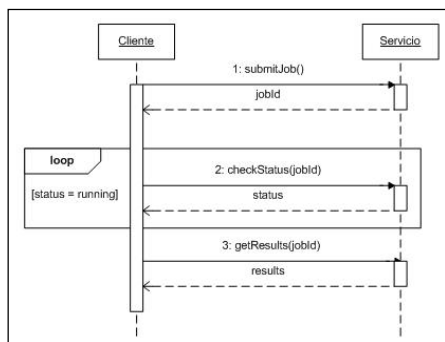 Cliente
Servicio
1: submitJob()
jobId
loop
2: checkStatus(jobId)
[status = running]
status
3: getResults(jobId)
results